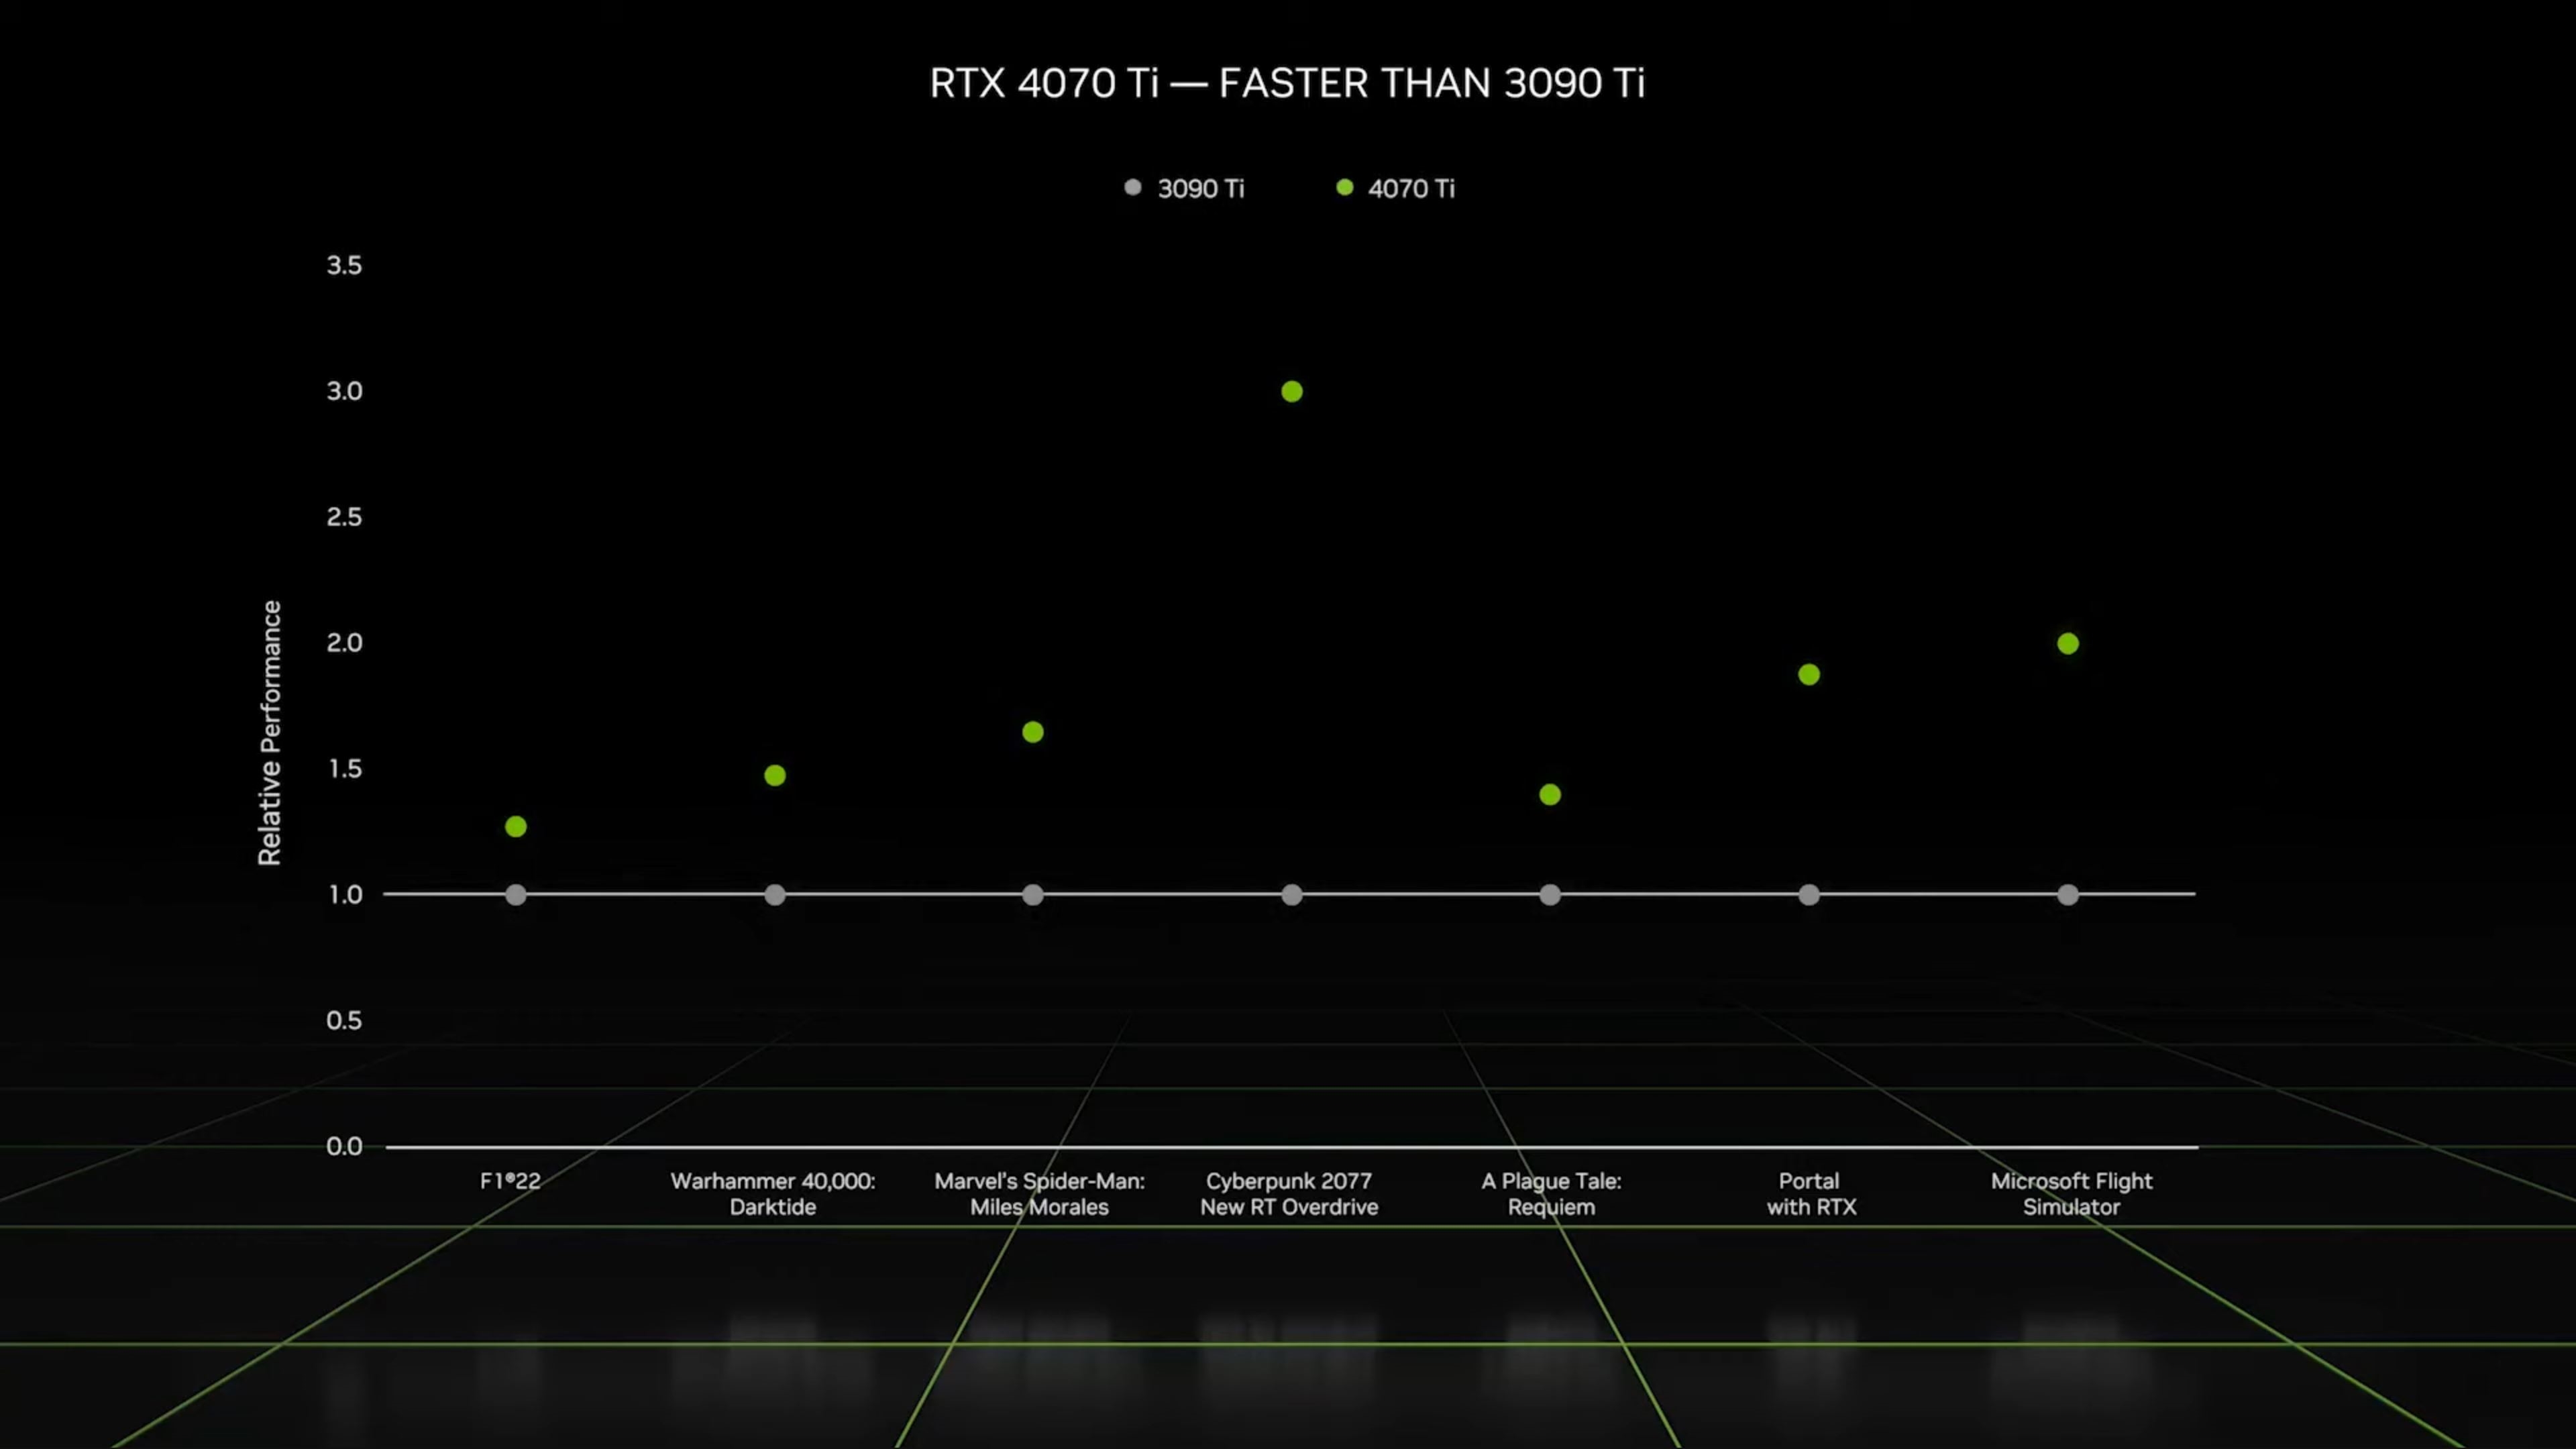 RTX 4070 Ti — FASTER THAN 3090 Ti
3090 Ti
4070 Ti
Relative Performance
3.5
3.0
2.5
2.0
1.5
1.0
0.5
0.0
F1®22
Warhammer 40,000:
Darktide
Marvel's Spider-Man:
Miles Morales
Cyberpunk 2077
New RT Overdrive
A Plague Tale:
Requiem
Portal
with RTX
Microsoft Flight
Simulator